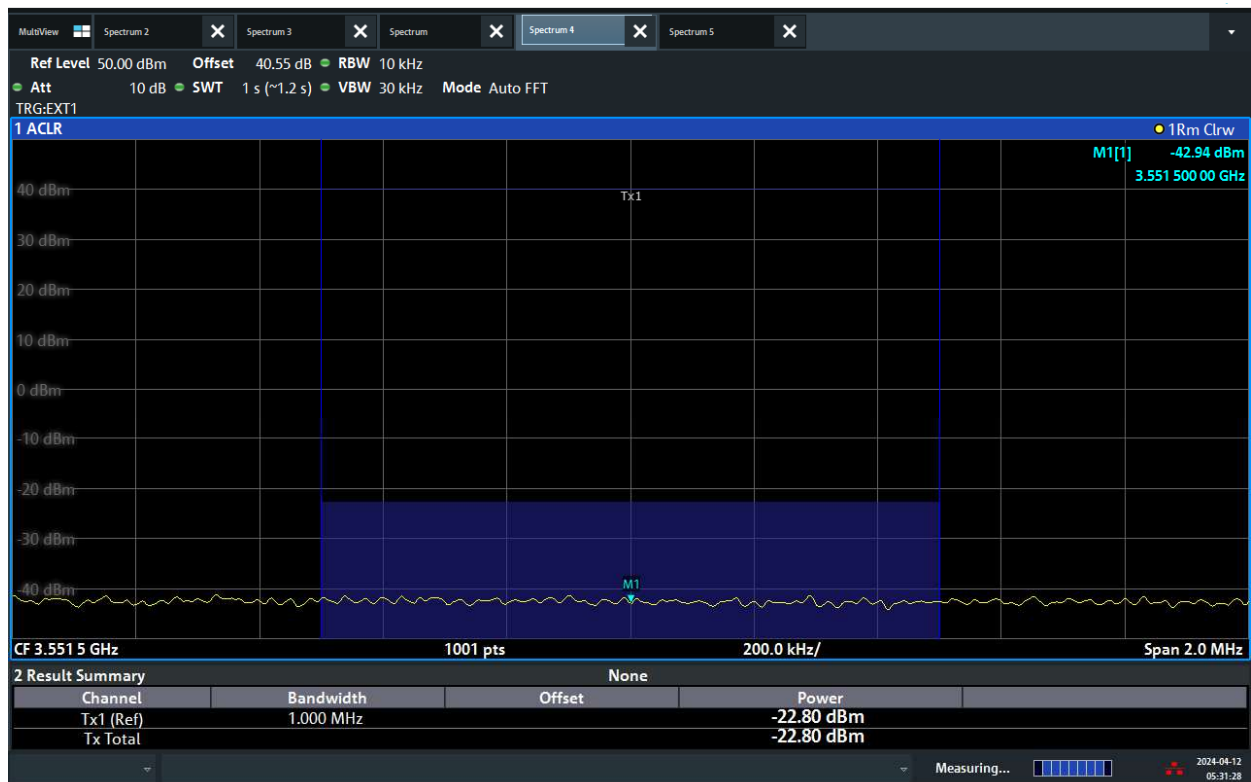 MultiView Spectrum 2 Spectrum 3 Spectrum Spectrum 4 Spectrum 5
Ref Level 50.00 dBm Offset 40.55 dB RBW 10 kHz
Att 10 dB SWT 1 s (~1.2 s) VBW 30 kHz Mode Auto FFT
TRG:EXT1
1 ACLR 1Rm Clrw
M1[1] -42.94 dBm
3.551 500 00 GHz
40 dBm
Tx1
30 dBm
20 dBm
10 dBm
0 dBm
-10 dBm
-20 dBm
-30 dBm
-40 dBm
M1
CF 3.551 5 GHz 1001 pts 200.0 kHz/ Span 2.0 MHz
2 Result Summary None
Channel Bandwidth Offset Power
Tx1 (Ref) 1.000 MHz -22.80 dBm
Tx Total -22.80 dBm
Measuring... 2024-04-12
05:31:28